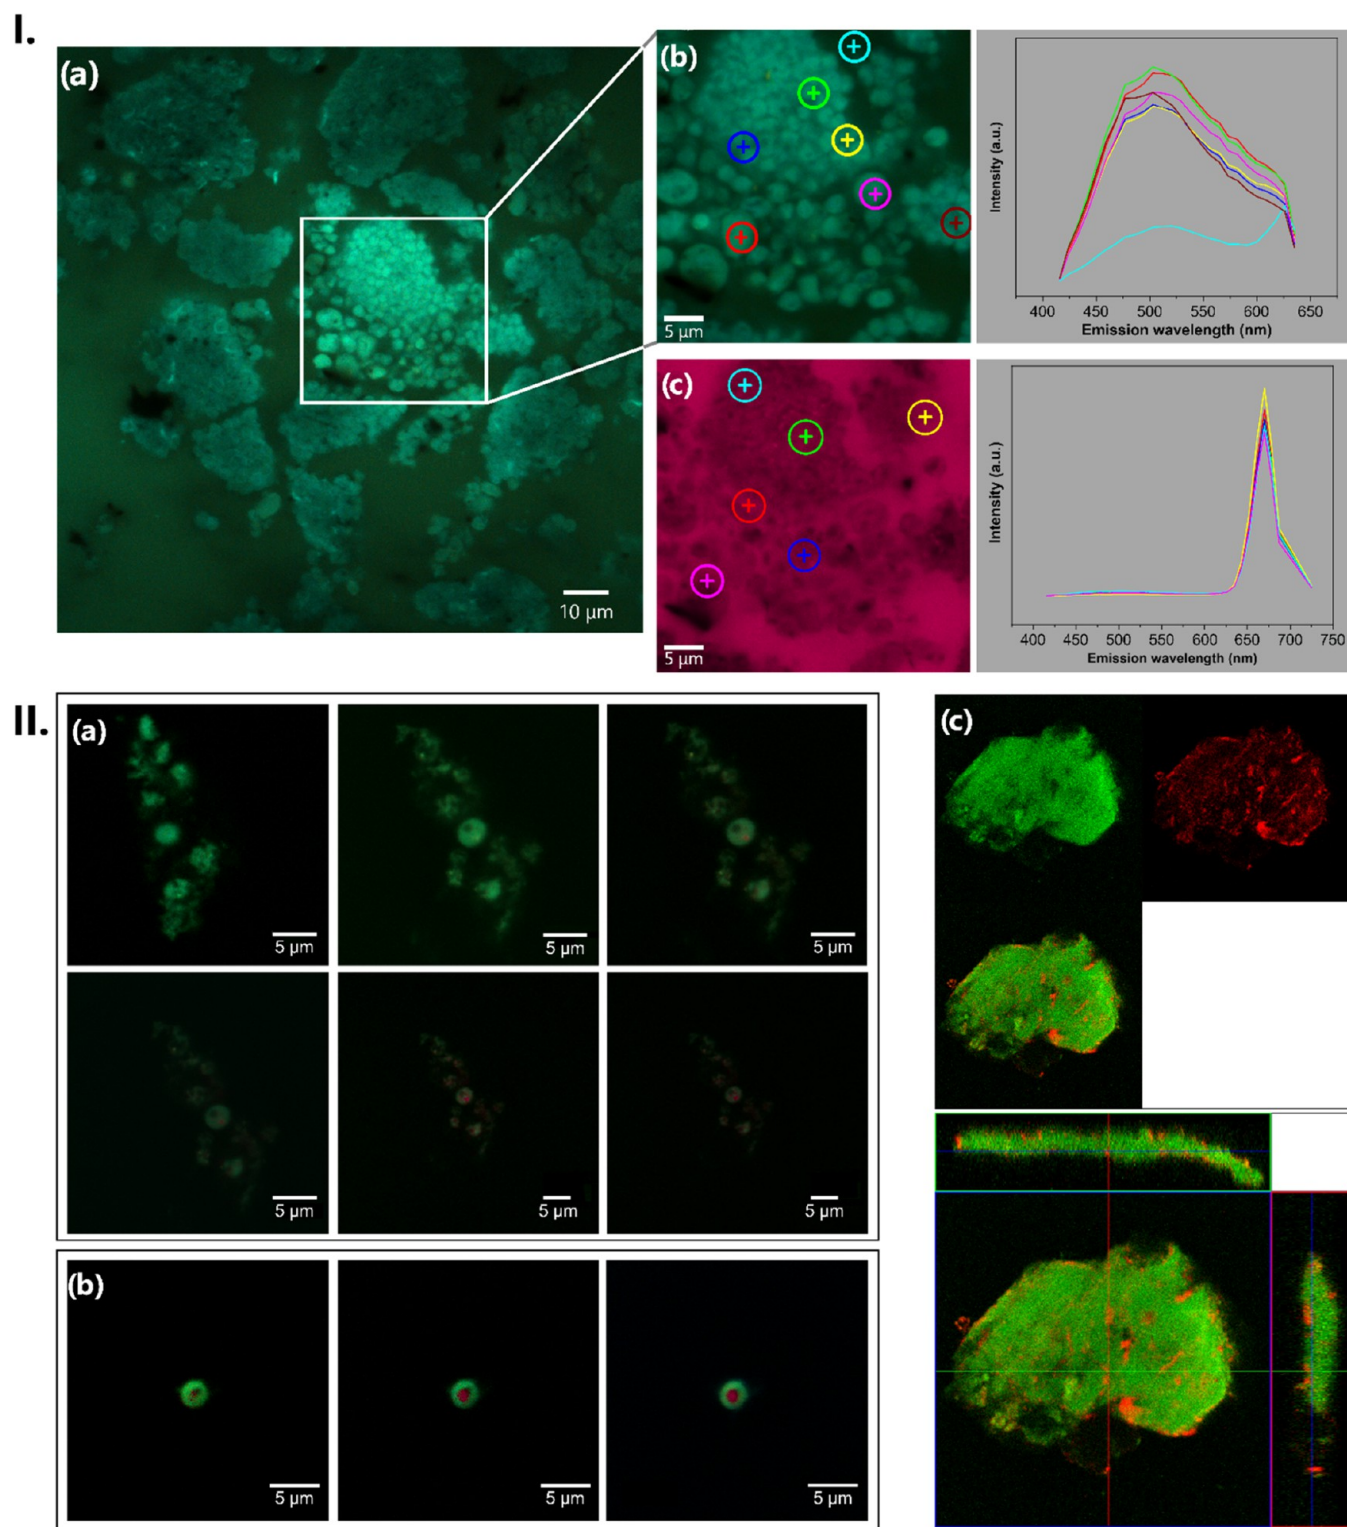 I.
(a)
10 μm
(b)
5 μm
Intensity (a.u.)
400 450 500 550 600 650
Emission wavelength (nm)
(c)
5 μm
Intensity (a.u.)
400 450 500 550 600 650 700 750
Emission wavelength (nm)
II.
(a)
5 μm
5 μm
5 μm
5 μm
5 μm
5 μm
(b)
5 μm
5 μm
5 μm
(c)